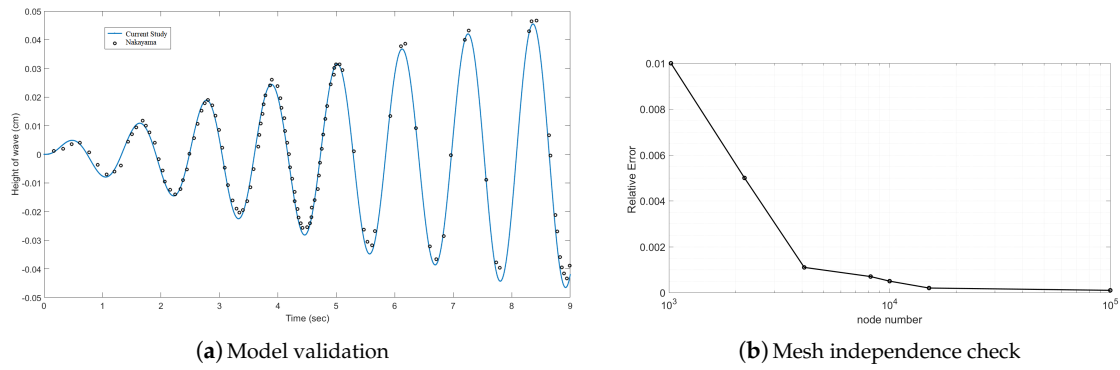 0.05
0.04
0.03
0.02
0.01
0
-0.01
-0.02
-0.03
-0.04
-0.05
Height of wave (cm)
Current Study
Nakayama
0 1 2 3 4 5 6 7 8 9
Time (sec)
(a) Model validation
0.01
0.008
0.006
0.004
0.002
0
Relative Error
10³ 10⁴ 10⁵
node number
(b) Mesh independence check